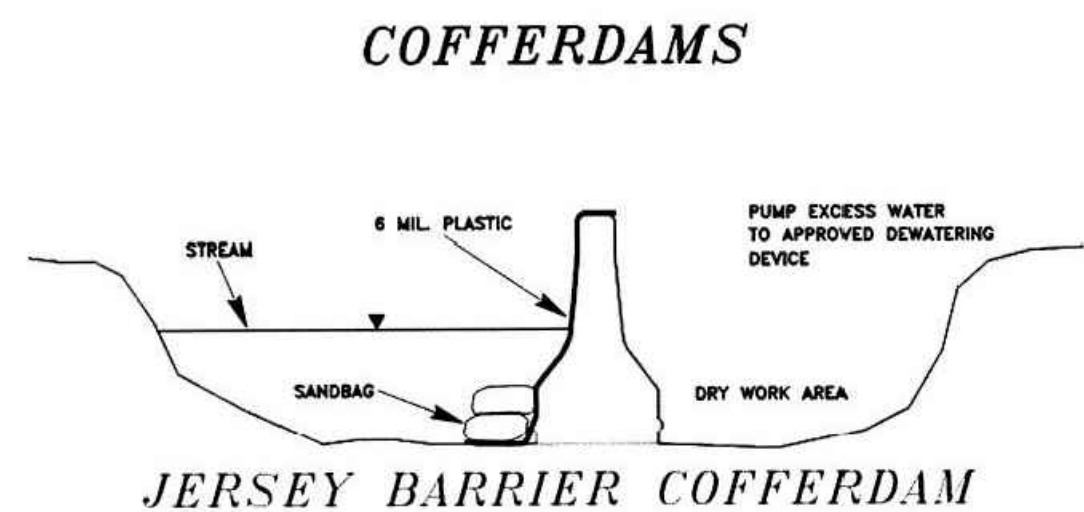 COFFERDAMS
6 MIL. PLASTIC
PUMP EXCESS WATER
TO APPROVED DEWATERING
DEVICE
STREAM
SANDBAG
DRY WORK AREA
JERSEY BARRIER COFFERDAM